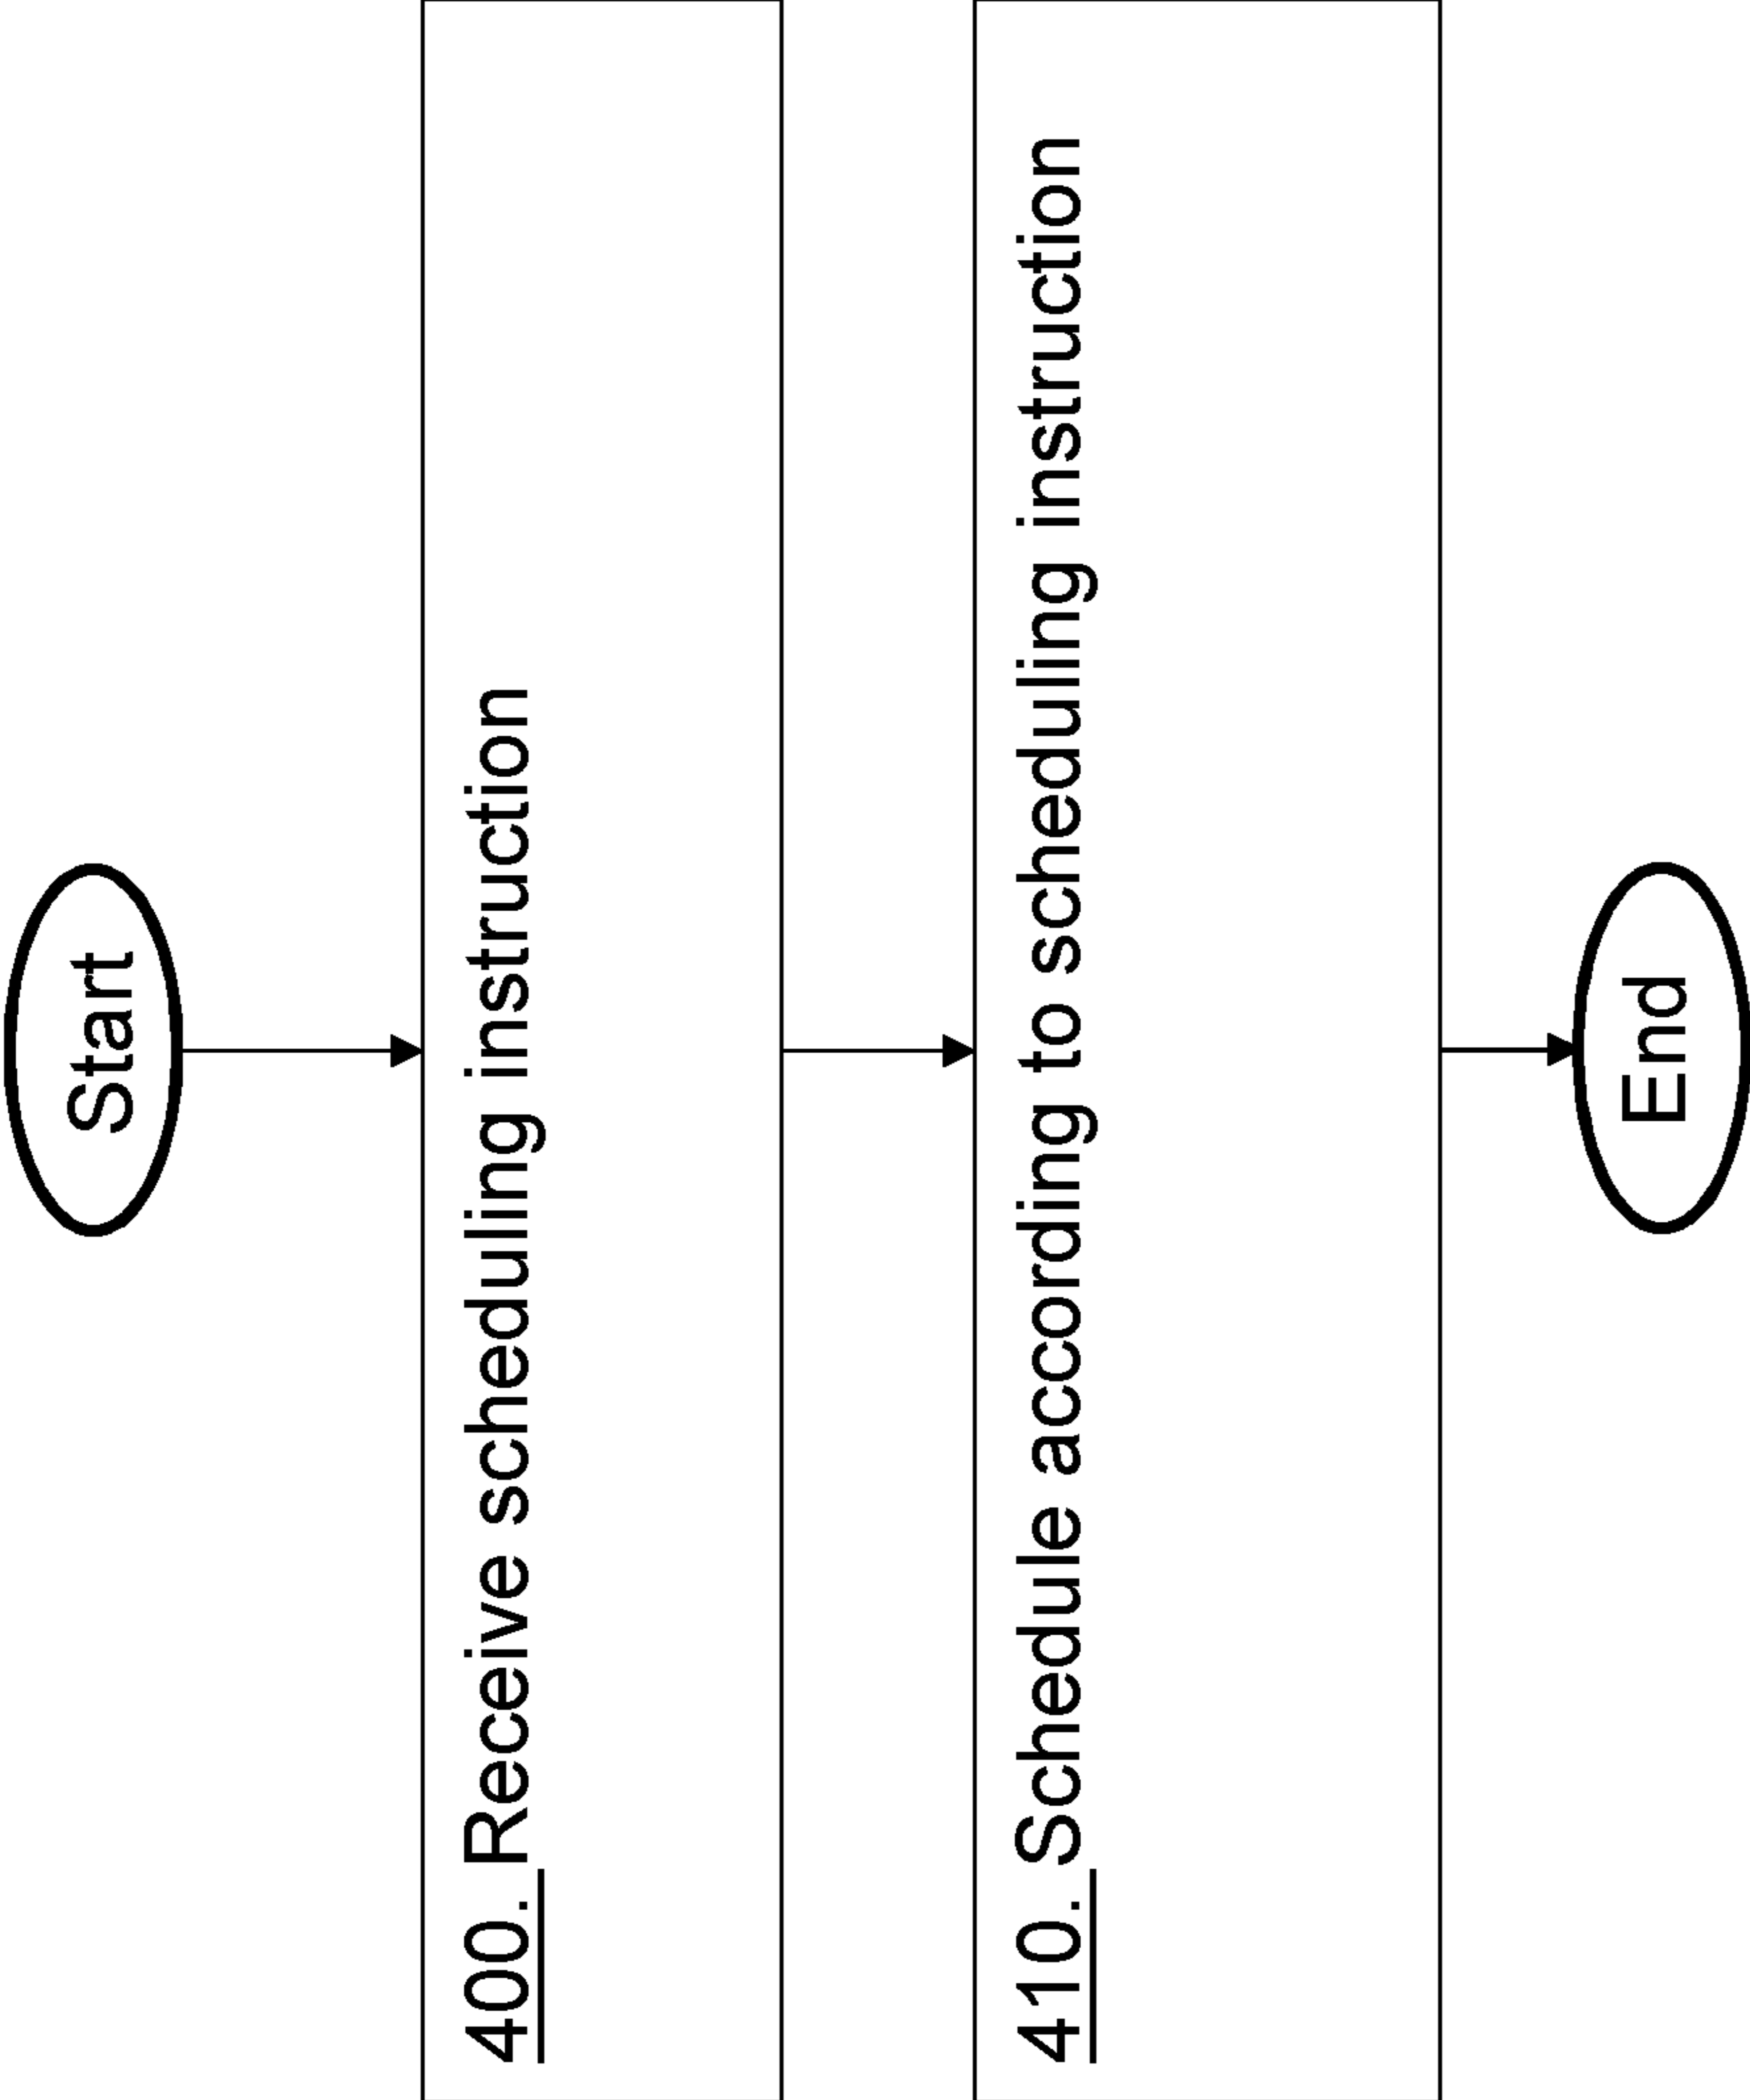 Start
400. Receive scheduling instruction
410. Schedule according to scheduling instruction
End